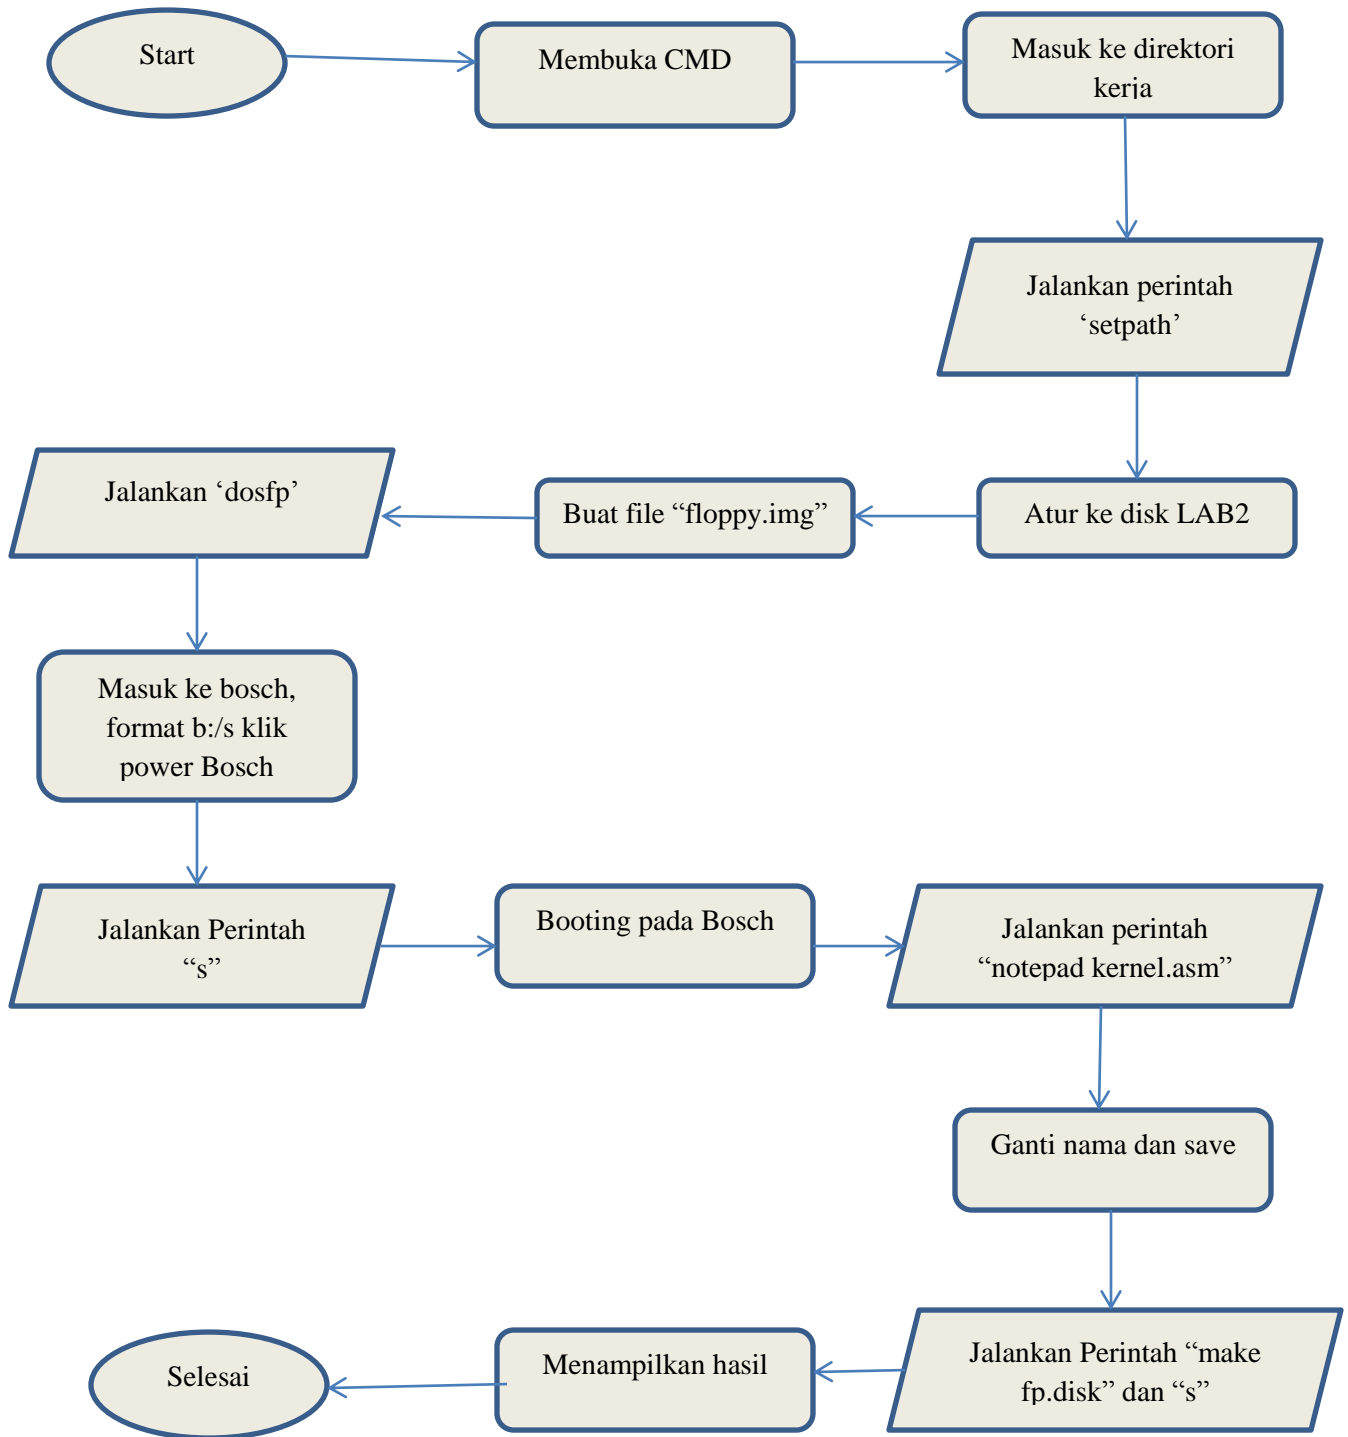 Start
Membuka CMD
Masuk ke direktori
kerja
Jalankan perintah
‘setpath’
Atur ke disk LAB2
Buat file “floppy.img”
Jalankan ‘dosfp’
Masuk ke bosch,
format b:/s klik
power Bosch
Jalankan Perintah
“s”
Booting pada Bosch
Jalankan perintah
“notepad kernel.asm”
Ganti nama dan save
Jalankan Perintah “make
fp.disk” dan “s”
Menampilkan hasil
Selesai